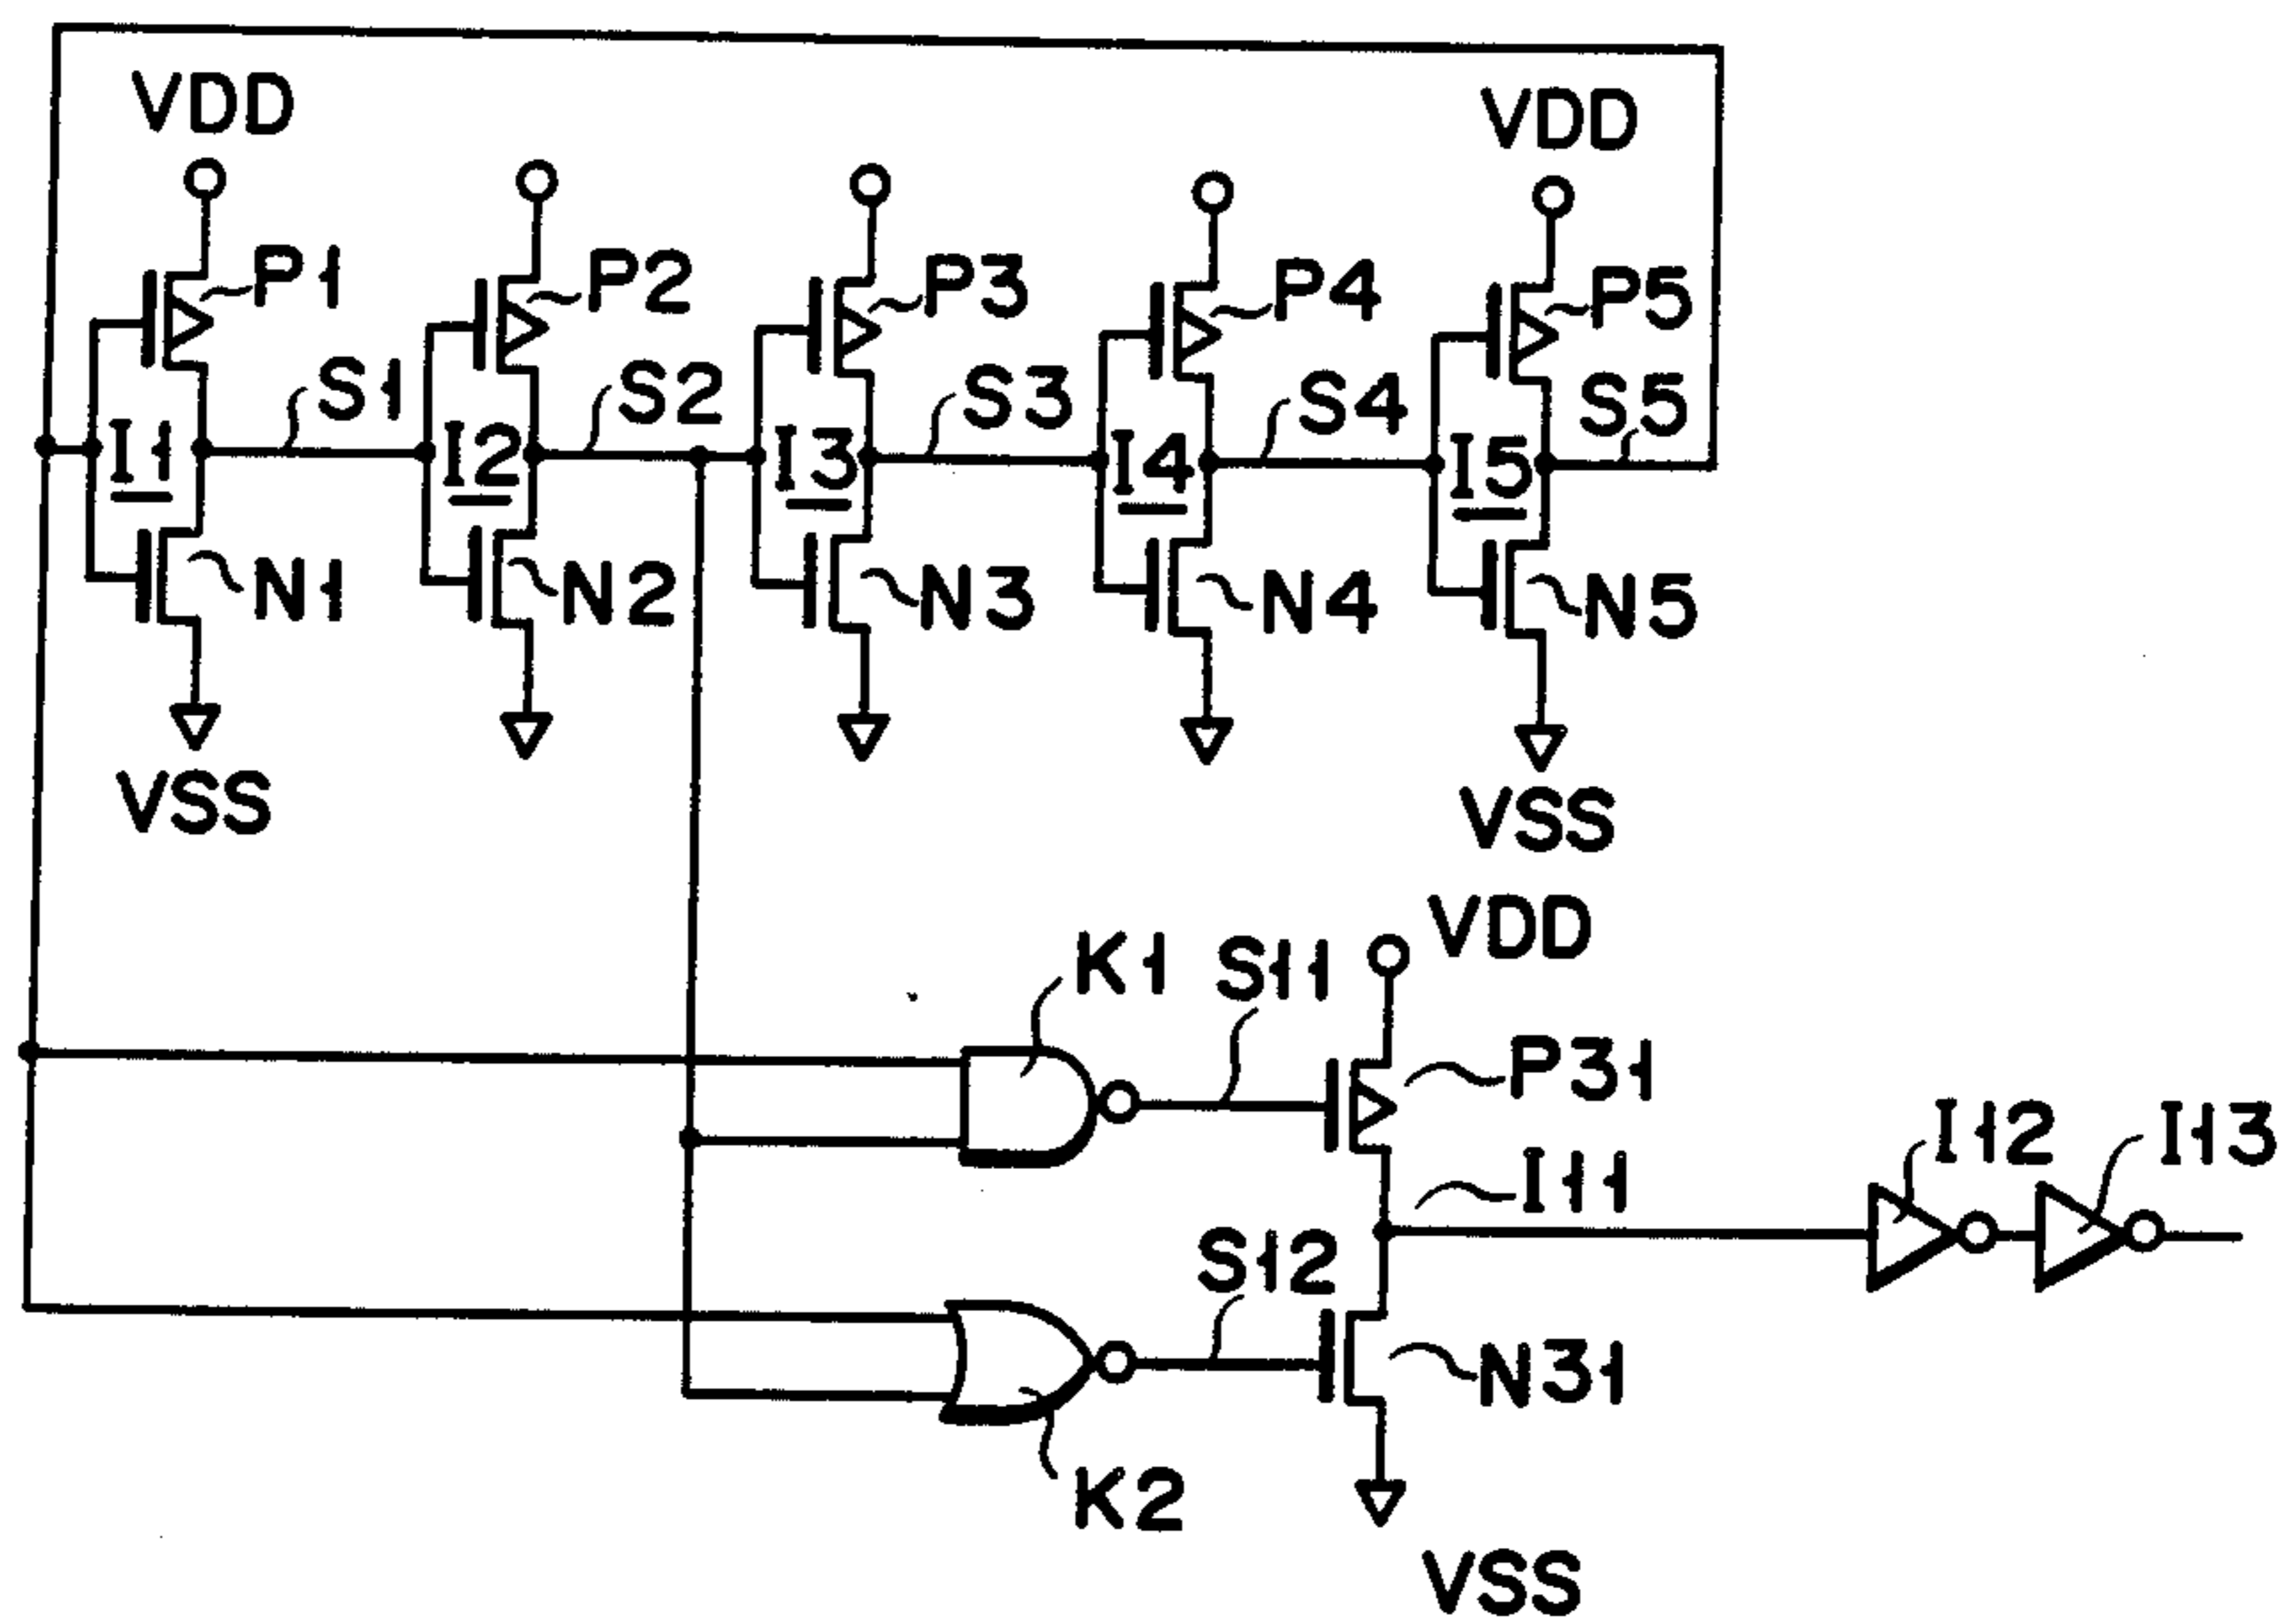 VDD
VDD
P1
P2
P3
P4
P5
S1
S2
S3
S4
S5
I1
I2
I3
I4
I5
N1
N2
N3
N4
N5
VSS
VSS
VDD
K1
S11
P31
I12
I13
I11
S12
N31
K2
VSS